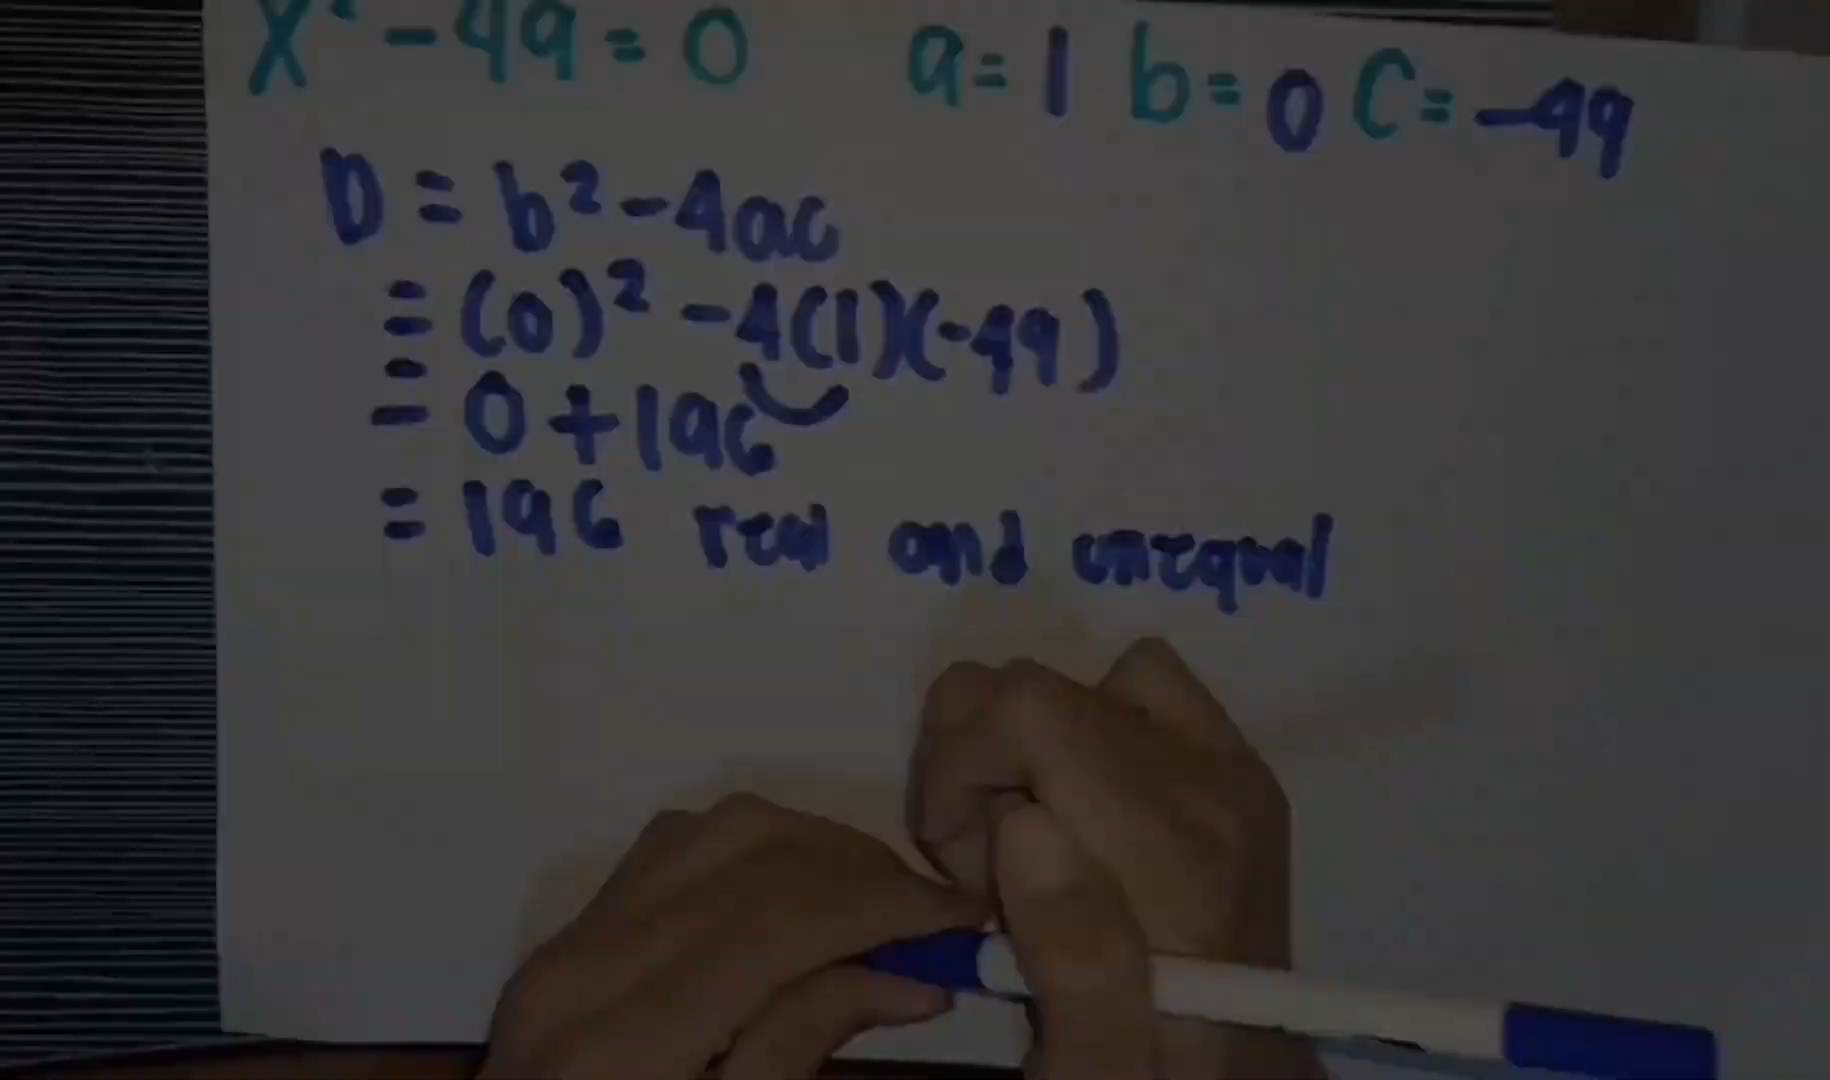 x² - 49 = 0 a = 1 b = 0 c = -49
D = b² - 4ac
= (0)² - 4(1)(-49)
= 0 + 196
= 196 real and unequal